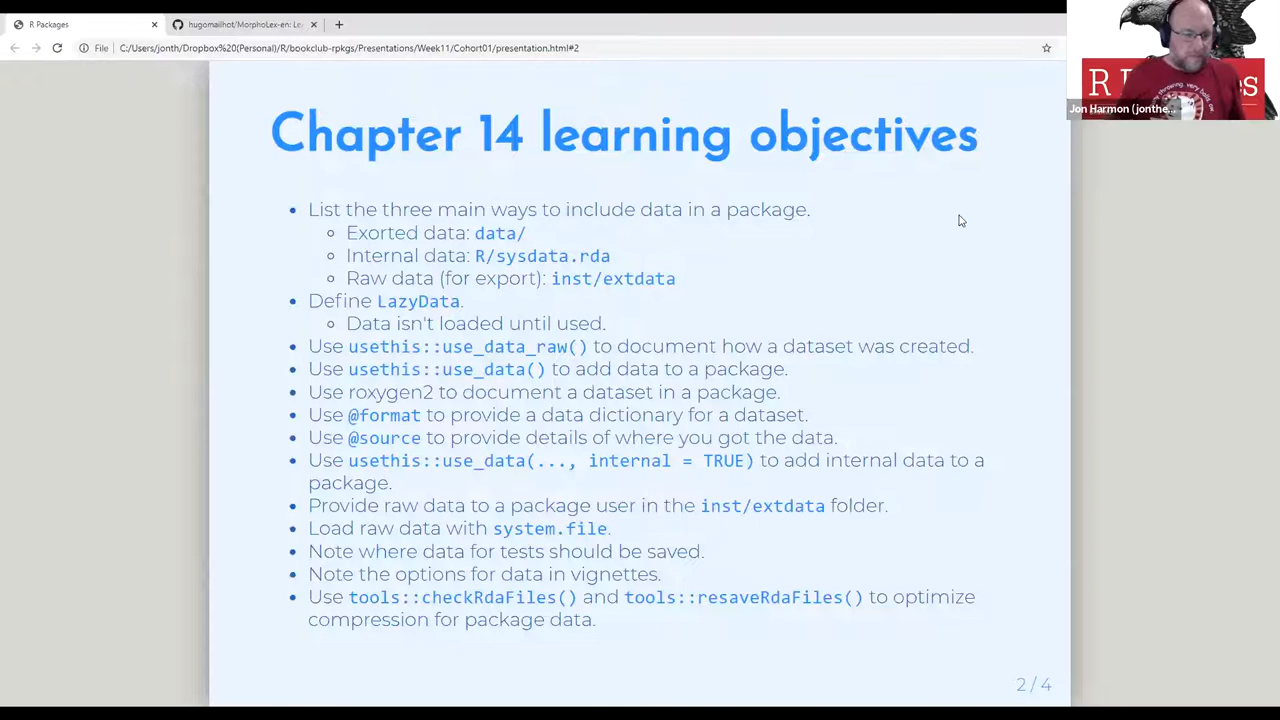 R Packages
hugomailhot/MorphoLex-en: Le
File
C:/Users/jonth/Dropbox%20(Personal)/R/bookclub-rpkgs/Presentations/Week11/Cohort01/presentation.html#2
Jon Harmon (jonthe...
Chapter 14 learning objectives
List the three main ways to include data in a package.
Exorted data: data/
Internal data: R/sysdata.rda
Raw data (for export): inst/extdata
Define LazyData.
Data isn't loaded until used.
Use usethis::use_data_raw() to document how a dataset was created.
Use usethis::use_data() to add data to a package.
Use roxygen2 to document a dataset in a package.
Use @format to provide a data dictionary for a dataset.
Use @source to provide details of where you got the data.
Use usethis::use_data(..., internal = TRUE) to add internal data to a
package.
Provide raw data to a package user in the inst/extdata folder.
Load raw data with system.file.
Note where data for tests should be saved.
Note the options for data in vignettes.
Use tools::checkRdaFiles() and tools::resaveRdaFiles() to optimize
compression for package data.
2 / 4